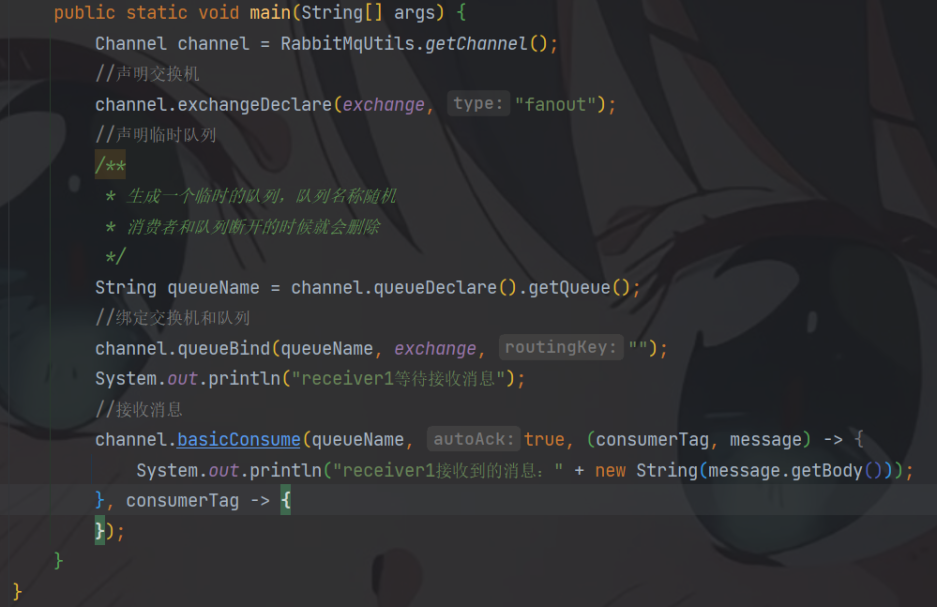 public static void main(String[] args) {
Channel channel = RabbitMqUtils.getChannel();
//声明交换机
channel.exchangeDeclare(exchange, type: "fanout");
//声明临时队列
/**
* 生成一个临时的队列，队列名称随机
* 消费者和队列断开的时候就会删除
*/
String queueName = channel.queueDeclare().getQueue();
//绑定交换机和队列
channel.queueBind(queueName, exchange, routingKey: "");
System.out.println("receiver1等待接收消息");
//接收消息
channel.basicConsume(queueName, autoAck: true, (consumerTag, message) -> {
System.out.println("receiver1接收到的消息：" + new String(message.getBody()));
}, consumerTag -> {
});
}
}